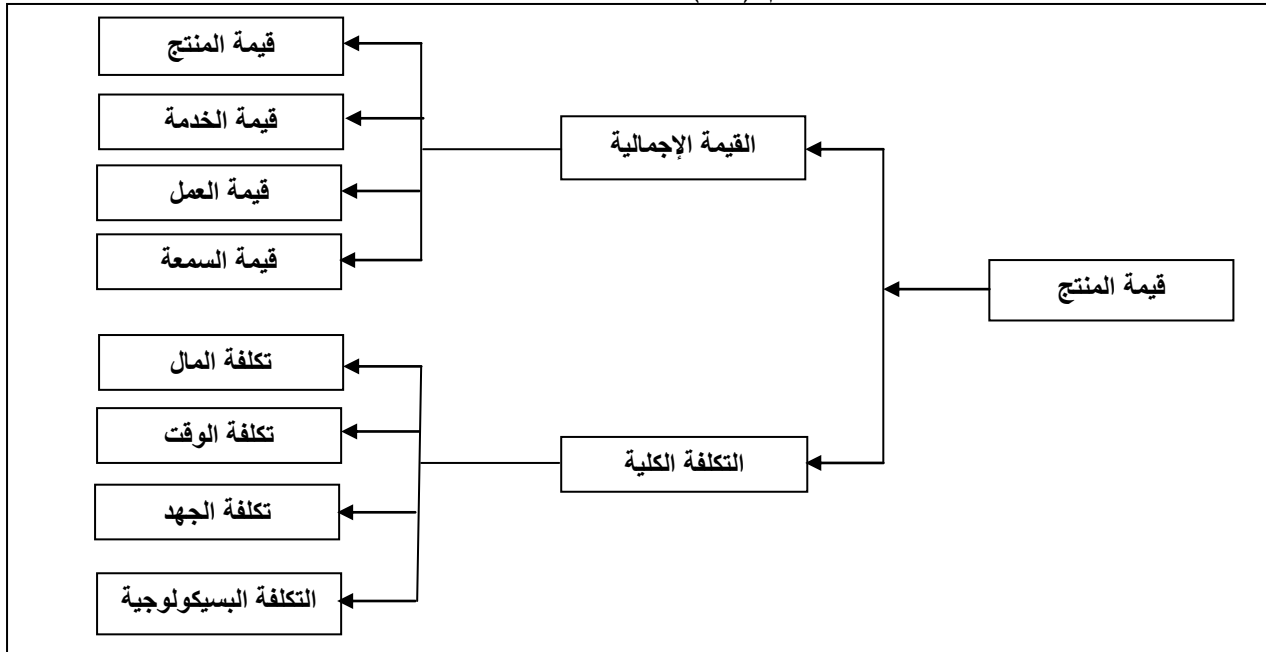 قيمة المنتج
القيمة الإجمالية
قيمة المنتج
قيمة الخدمة
قيمة العمل
قيمة السمعة
التكلفة الكلية
تكلفة المال
تكلفة الوقت
تكلفة الجهد
التكلفة البسيكولوجية